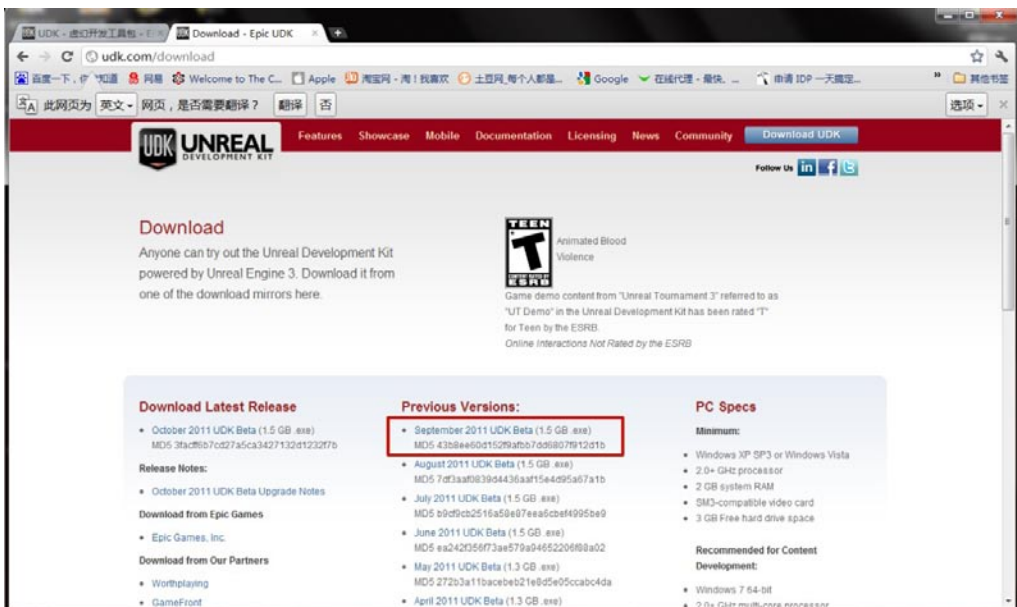 UDK - 虚幻开发工具包 - E
Download - Epic UDK
udk.com/download
百度一下，你 知道
网易
Welcome to The C...
Apple
淘宝网 - 淘！我喜欢
土豆网_每个人都是...
Google
在线代理 - 最快、...
申请 IDP 一天搞定...
其他书签
此网页为 英文 网页，是否需要翻译？ 翻译 否
选项
UDK UNREAL
DEVELOPMENT KIT
Features Showcase Mobile Documentation Licensing News Community Download UDK
Follow Us
Download
Anyone can try out the Unreal Development Kit
powered by Unreal Engine 3. Download it from
one of the download mirrors here.
TEEN
T
CONTENT RATED BY
ESRB
Animated Blood
Violence
Game demo content from "Unreal Tournament 3" referred to as
"UT Demo" in the Unreal Development Kit has been rated "T"
for Teen by the ESRB.
Online Interactions Not Rated by the ESRB
Download Latest Release
October 2011 UDK Beta (1.5 GB .exe)
Release Notes:
October 2011 UDK Beta Upgrade Notes
Download from Epic Games
Epic Games, Inc.
Download from Our Partners
Worthplaying
GameFront
Previous Versions:
September 2011 UDK Beta (1.5 GB .exe)
MD5 43b8ee60d152f9afbb7dd6807f912d1b
August 2011 UDK Beta (1.5 GB .exe)
MD5 7df3aaf0839d4436aaf15e4d95a67a1b
July 2011 UDK Beta (1.5 GB .exe)
MD5 b9cf9cb2516a58e87eea6cbef4995be9
June 2011 UDK Beta (1.5 GB .exe)
MD5 ea242f356f73ae579a94652206f88a02
May 2011 UDK Beta (1.3 GB .exe)
MD5 272b3a11bacebeb21e8d5e05ccabc4da
April 2011 UDK Beta (1.3 GB .exe)
PC Specs
Minimum:
Windows XP SP3 or Windows Vista
2.0+ GHz processor
2 GB system RAM
SM3-compatible video card
3 GB Free hard drive space
Recommended for Content
Development:
Windows 7 64-bit
2.0+ GHz multi-core processor